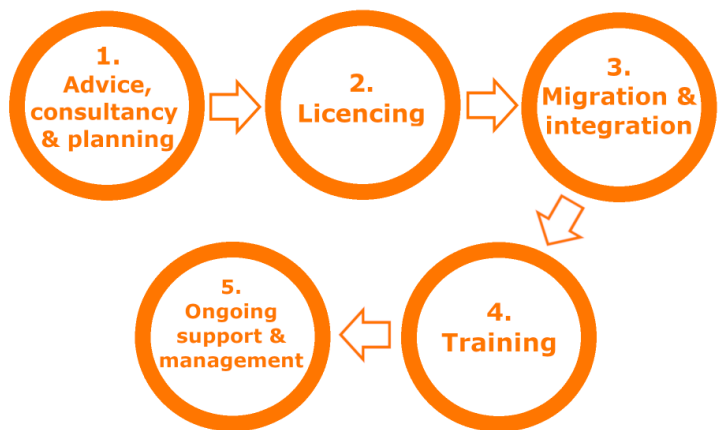 1.
Advice,
consultancy
& planning
2.
Licencing
3.
Migration &
integration
4.
Training
5.
Ongoing
support &
management